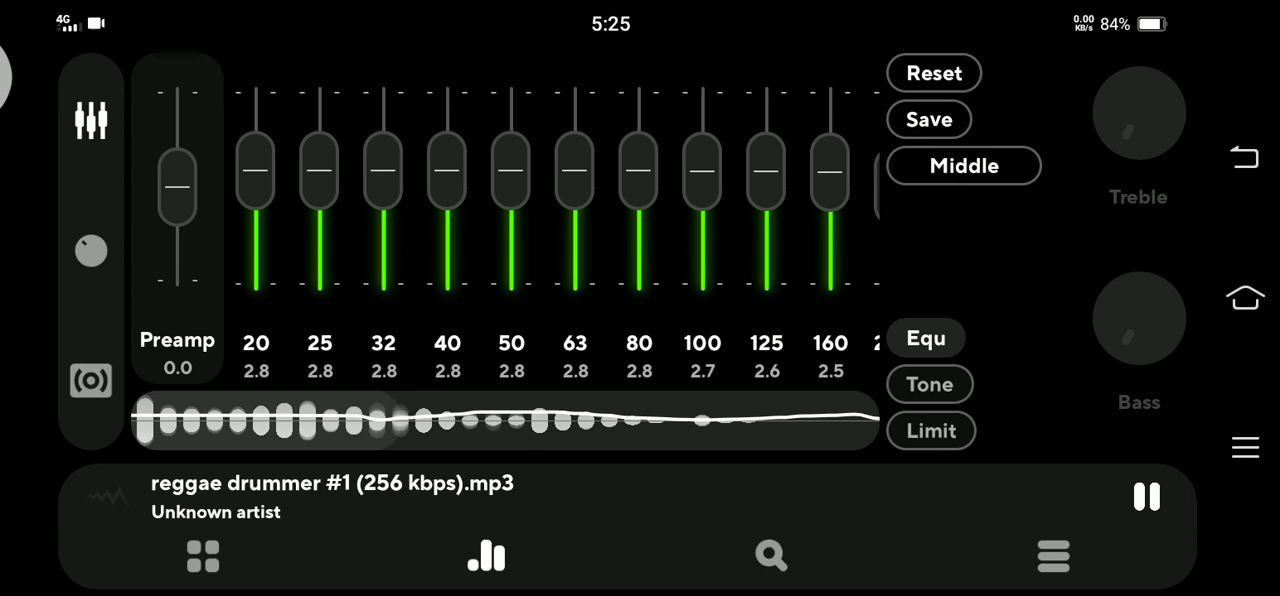 4G 5:25 0.00 KB/s 84%
Reset
Save
Middle
Treble
Preamp 20 25 32 40 50 63 80 100 125 160
0.0 2.8 2.8 2.8 2.8 2.8 2.8 2.8 2.7 2.6 2.5
Equ
Tone
Limit
Bass
reggae drummer #1 (256 kbps).mp3
Unknown artist